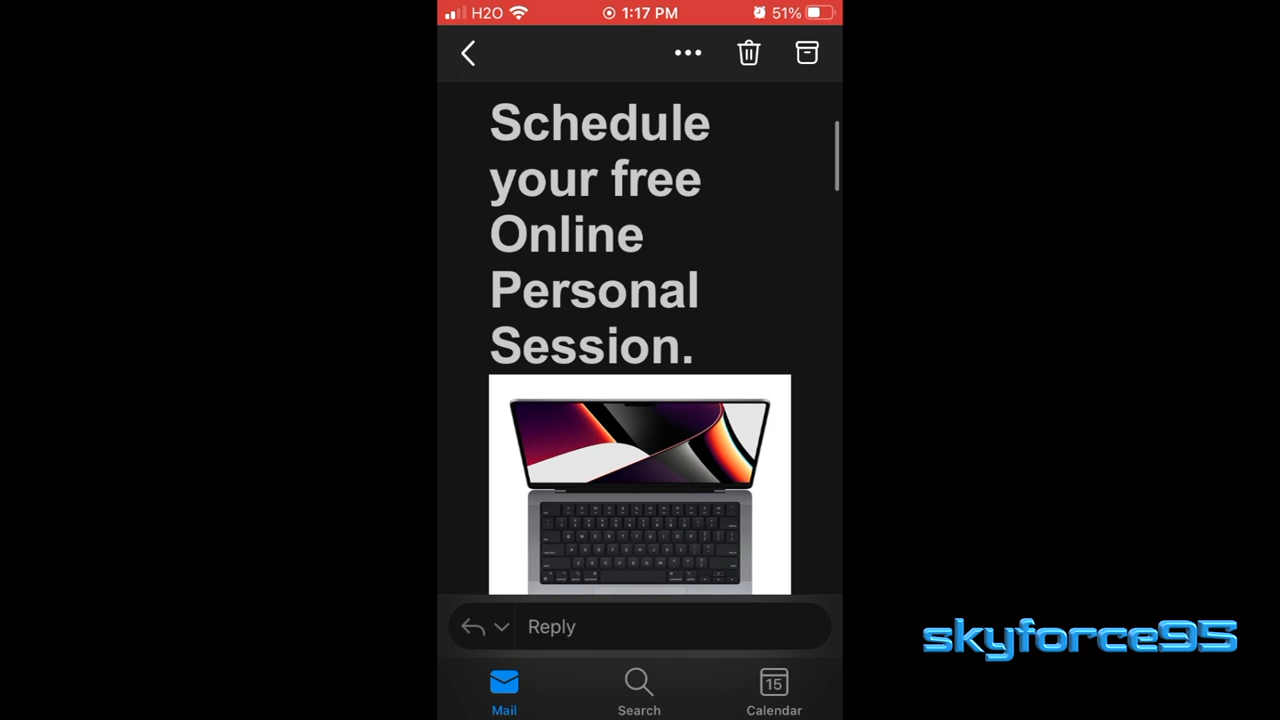 H2O 1:17 PM 51%
Schedule
your free
Online
Personal
Session.
Reply
skyforce95
15
Mail Search Calendar